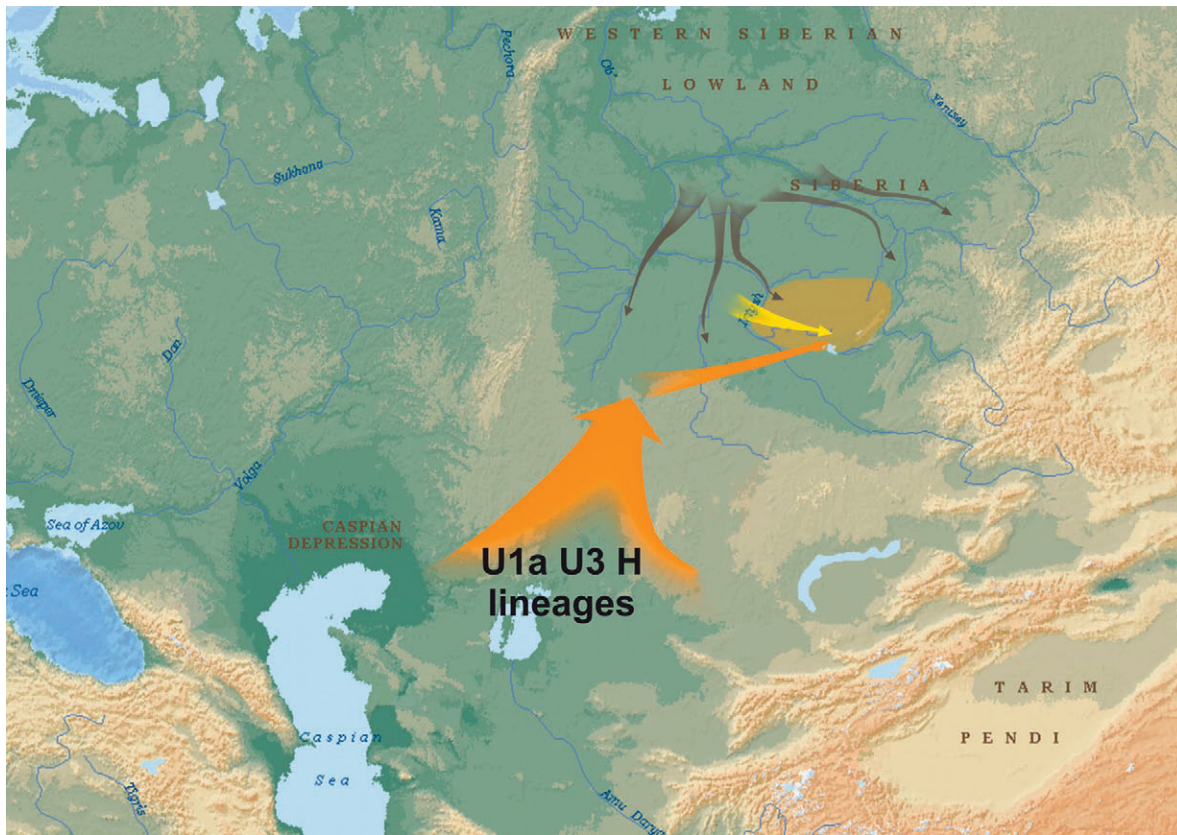 WESTERN SIBERIAN
LOWLAND
Pechora
Ob'
Yenisey
Sukhona
SIBERIA
Kama
Don
Dnieper
Volga
Sea of Azov
CASPIAN
DEPRESSION
U1a U3 H
lineages
Sea
TARIM
PENDI
Caspian
Sea
Tigris
Amu Darya